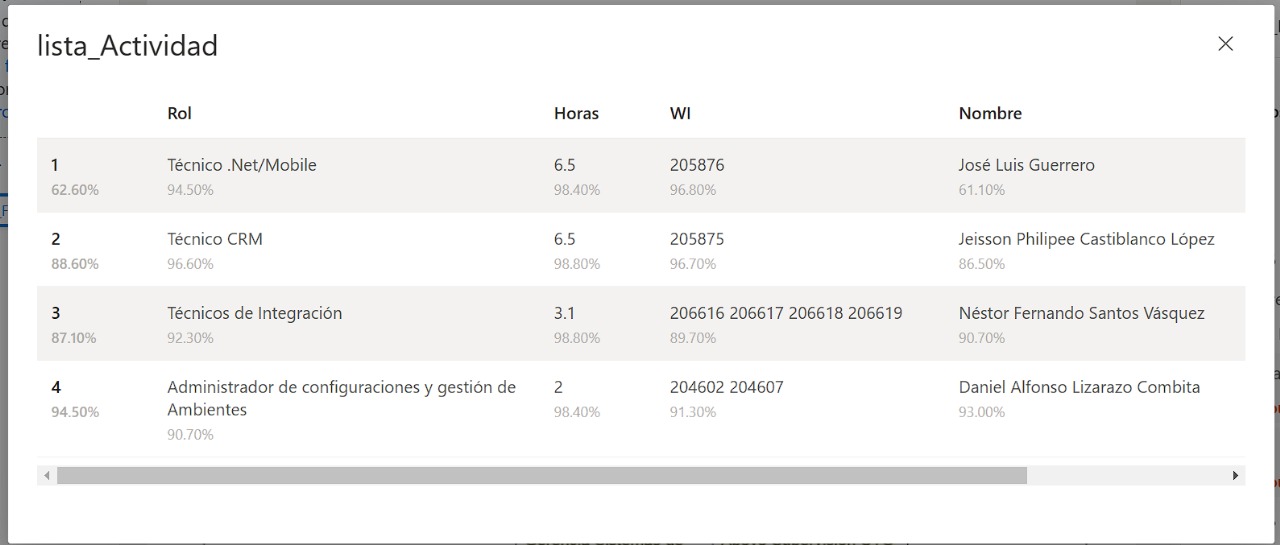 lista_Actividad
Rol Horas WI Nombre
1 Técnico .Net/Mobile 6.5 205876 José Luis Guerrero
62.60% 94.50% 98.40% 96.80% 61.10%
2 Técnico CRM 6.5 205875 Jeisson Philipee Castiblanco López
88.60% 96.60% 98.80% 96.70% 86.50%
3 Técnicos de Integración 3.1 206616 206617 206618 206619 Néstor Fernando Santos Vásquez
87.10% 92.30% 98.80% 89.70% 90.70%
4 Administrador de configuraciones y gestión de 2 204602 204607 Daniel Alfonso Lizarazo Combita
94.50% Ambientes 98.40% 91.30% 93.00%
90.70%